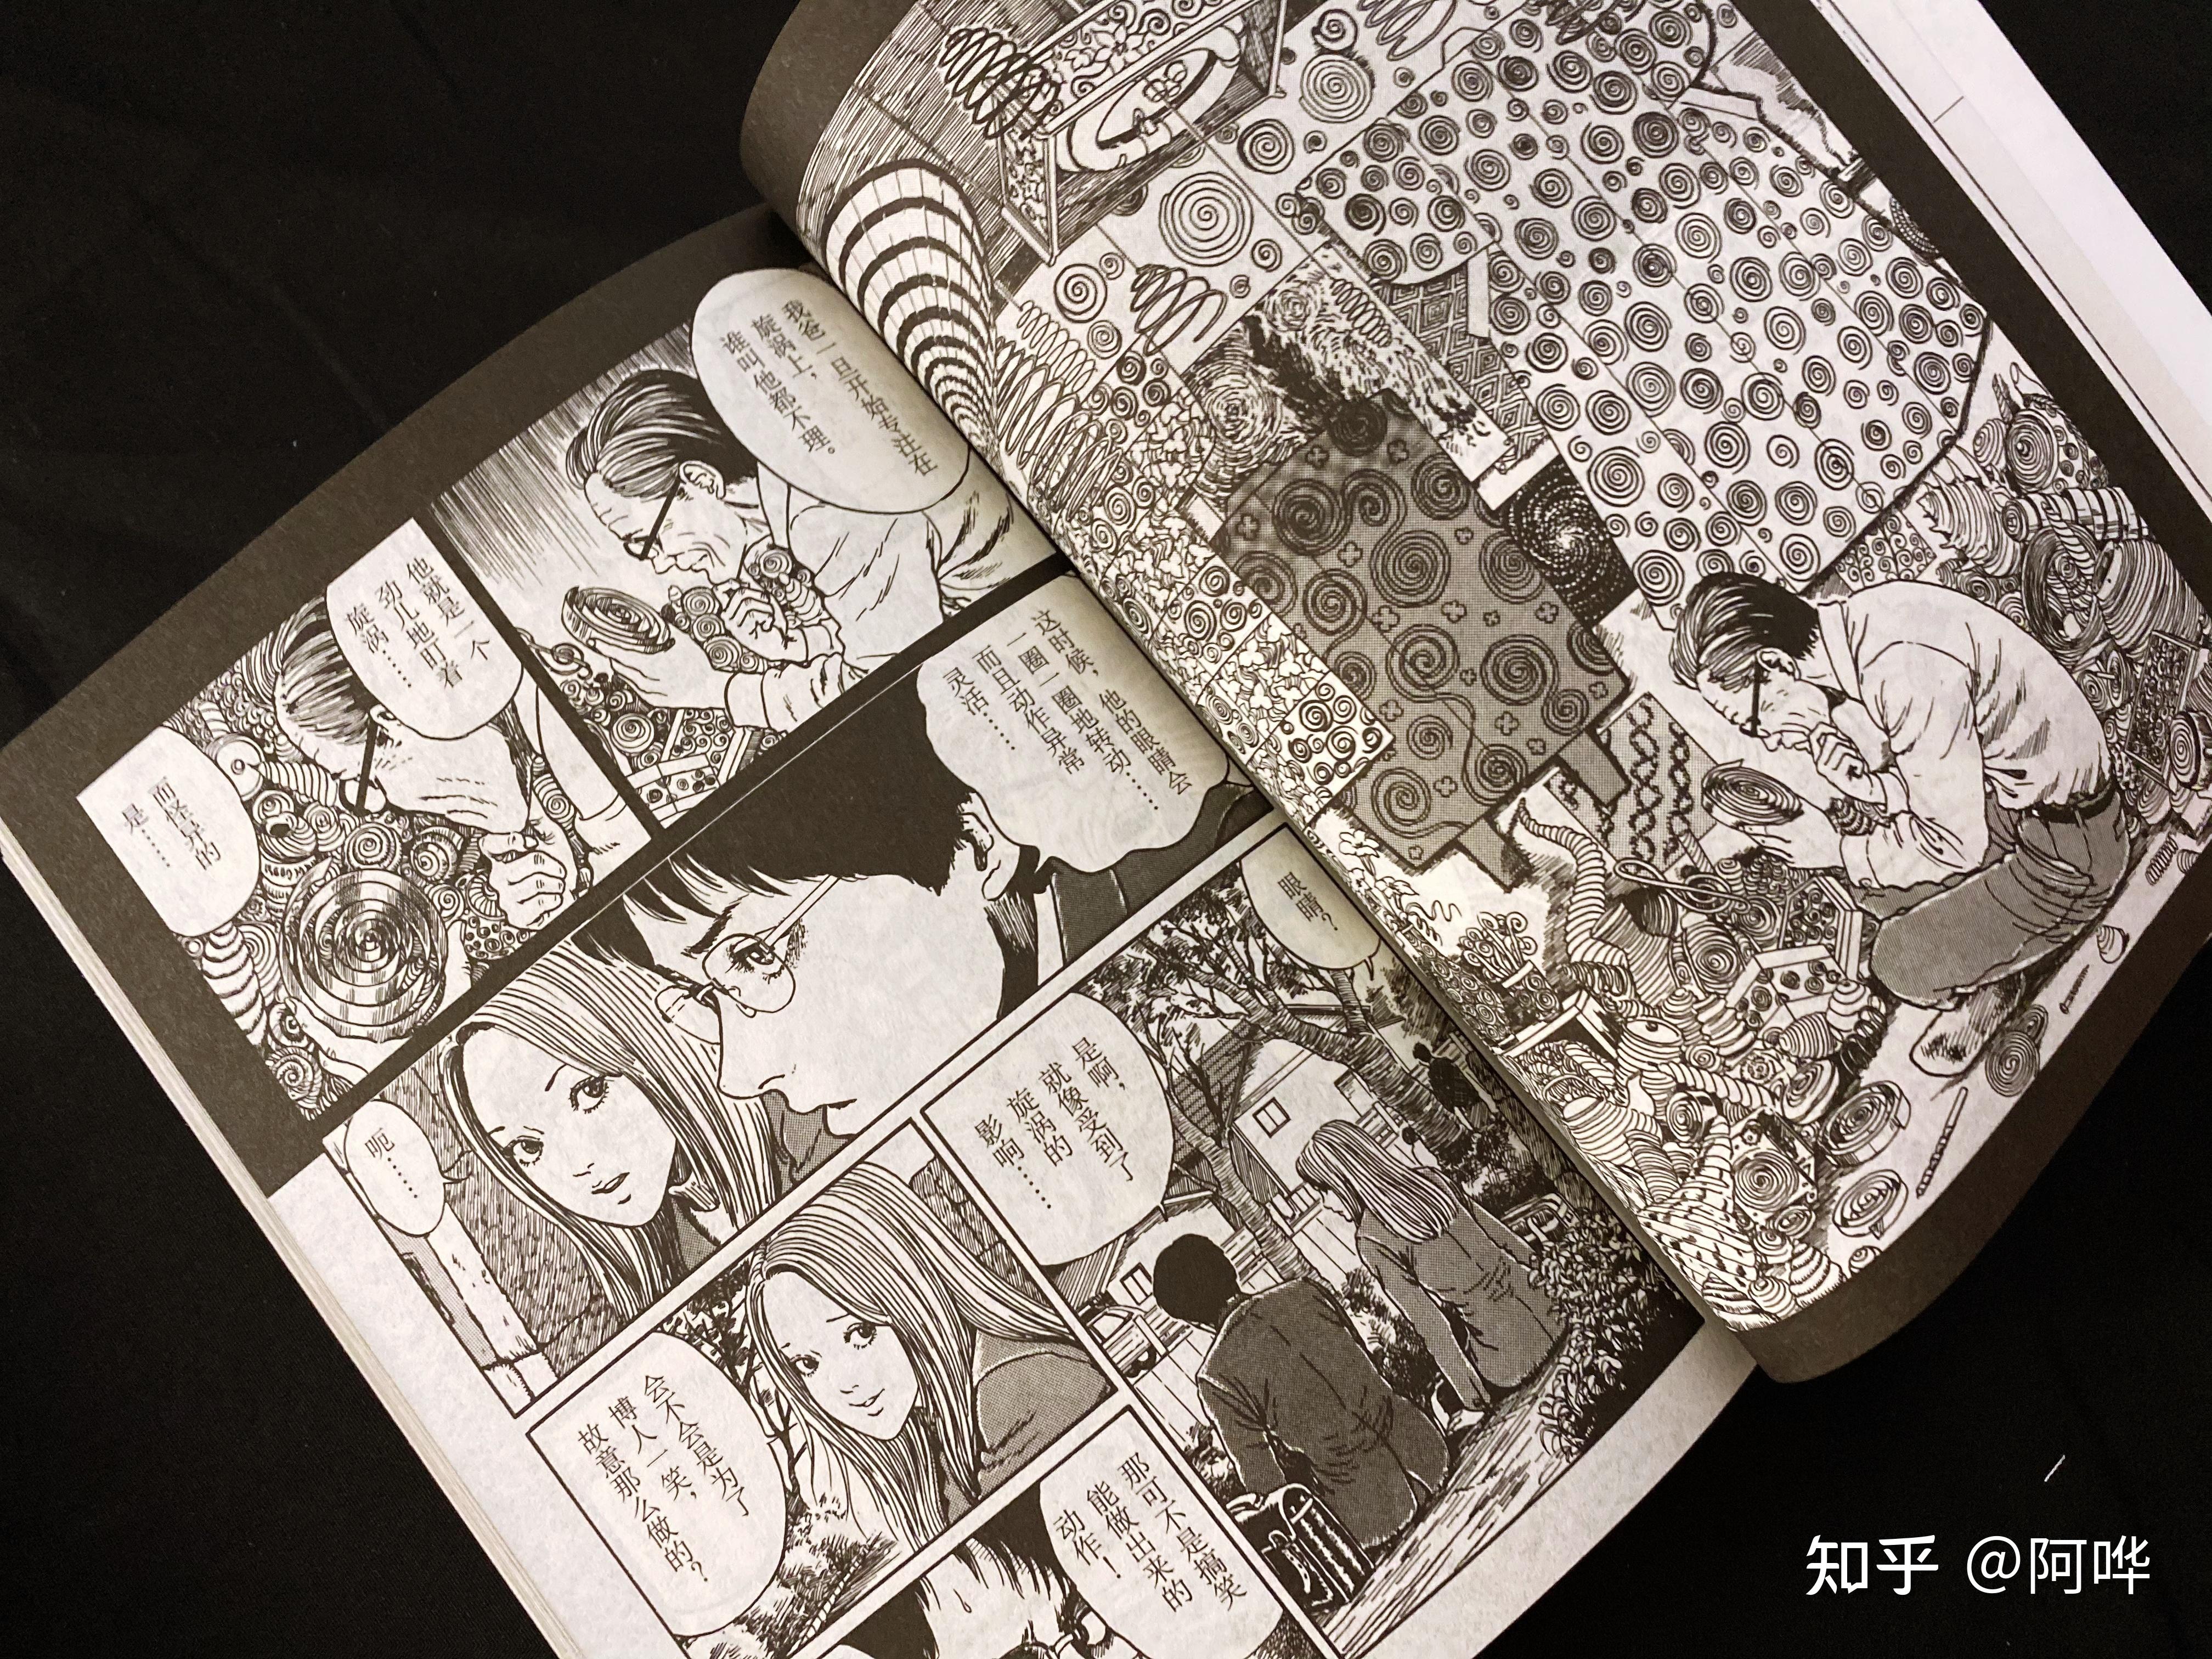 我爸一旦开始专注在
旋涡上，
谁叫他都不理。
他就是一个
劲儿地盯着
旋涡……
而怪异的
是……
这时候，他的眼睛会
一圈一圈地转动……
而且动作异常
灵活……
呃……
眼睛？
是啊，
就像受到了
旋涡的
影响……
会不会是为了
博人一笑，
故意那么做的？
那可不是搞笑
能做出来的
动作！
知乎 @阿哗